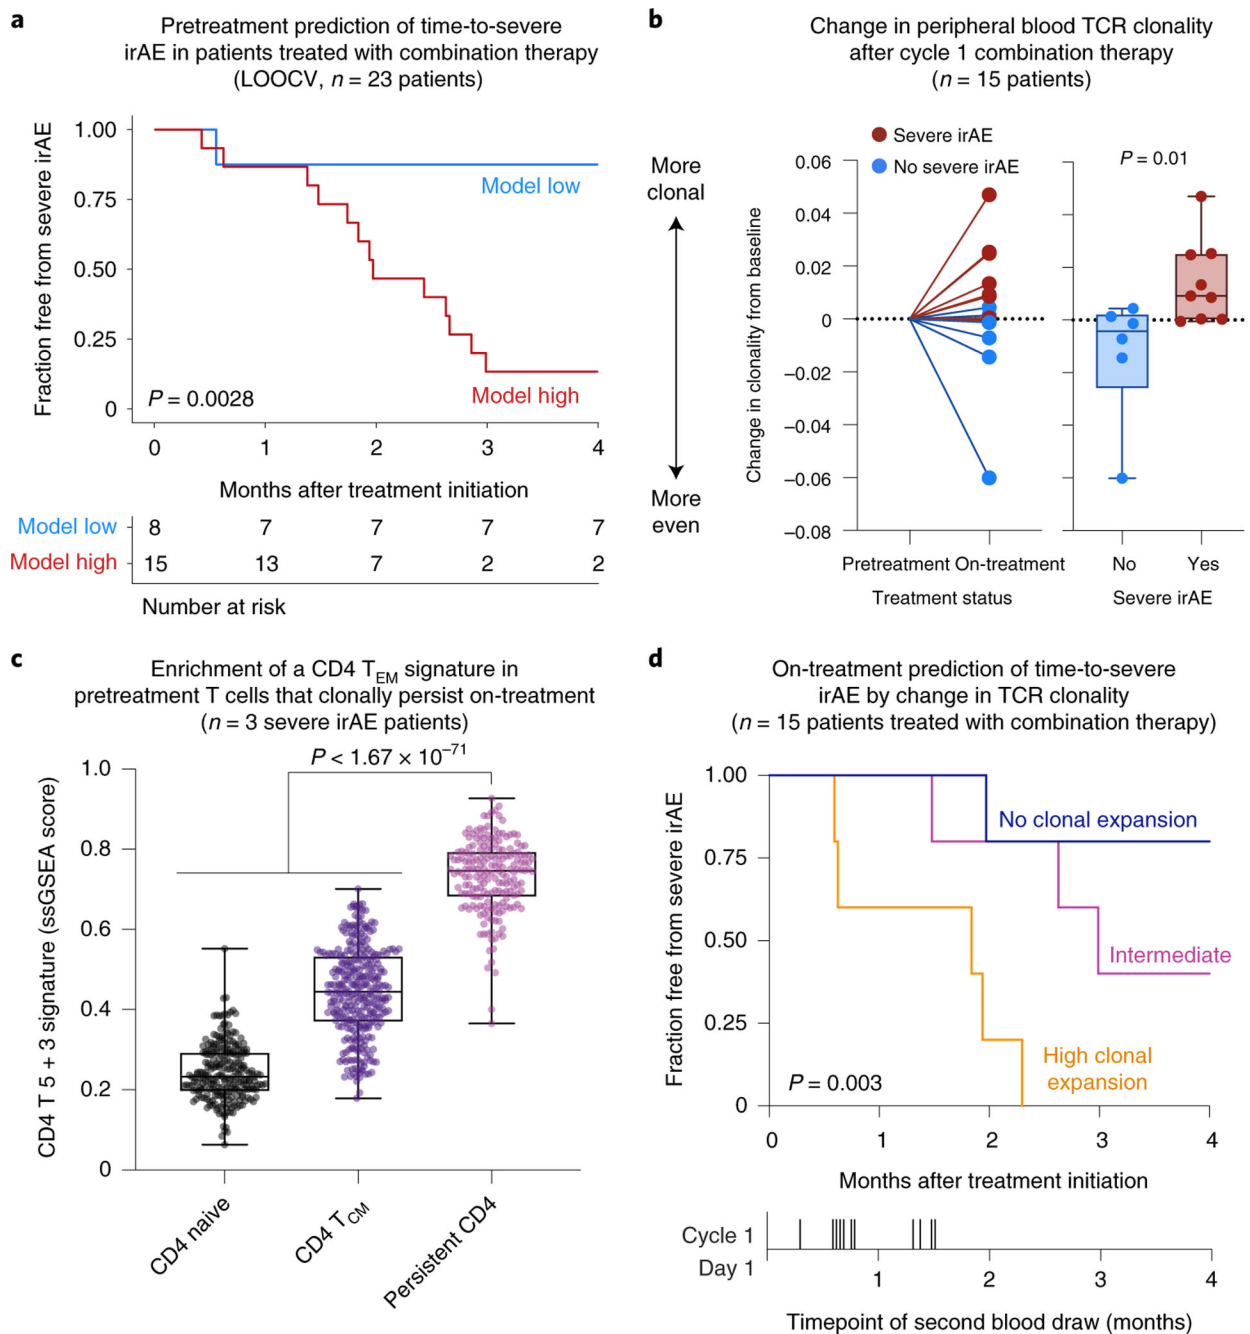 a
Pretreatment prediction of time-to-severe
irAE in patients treated with combination therapy
(LOOCV, n = 23 patients)
Fraction free from severe irAE
1.00
0.75
0.50
0.25
0
Model low
Model high
P = 0.0028
0 1 2 3 4
Months after treatment initiation
Model low 8 7 7 7 7
Model high 15 13 7 2 2
Number at risk
b
Change in peripheral blood TCR clonality
after cycle 1 combination therapy
(n = 15 patients)
More
clonal
More
even
Severe irAE
No severe irAE
Change in clonality from baseline
0.06
0.04
0.02
0
–0.02
–0.04
–0.06
–0.08
P = 0.01
Pretreatment On-treatment
Treatment status
No Yes
Severe irAE
c
Enrichment of a CD4 TEM signature in
pretreatment T cells that clonally persist on-treatment
(n = 3 severe irAE patients)
P < 1.67 × 10–71
CD4 T 5 + 3 signature (ssGSEA score)
1.0
0.8
0.6
0.4
0.2
0
CD4 naive
CD4 TCM
Persistent CD4
d
On-treatment prediction of time-to-severe
irAE by change in TCR clonality
(n = 15 patients treated with combination therapy)
Fraction free from severe irAE
1.00
0.75
0.50
0.25
0
No clonal expansion
Intermediate
High clonal
expansion
P = 0.003
0 1 2 3 4
Months after treatment initiation
Cycle 1
Day 1
1 2 3 4
Timepoint of second blood draw (months)